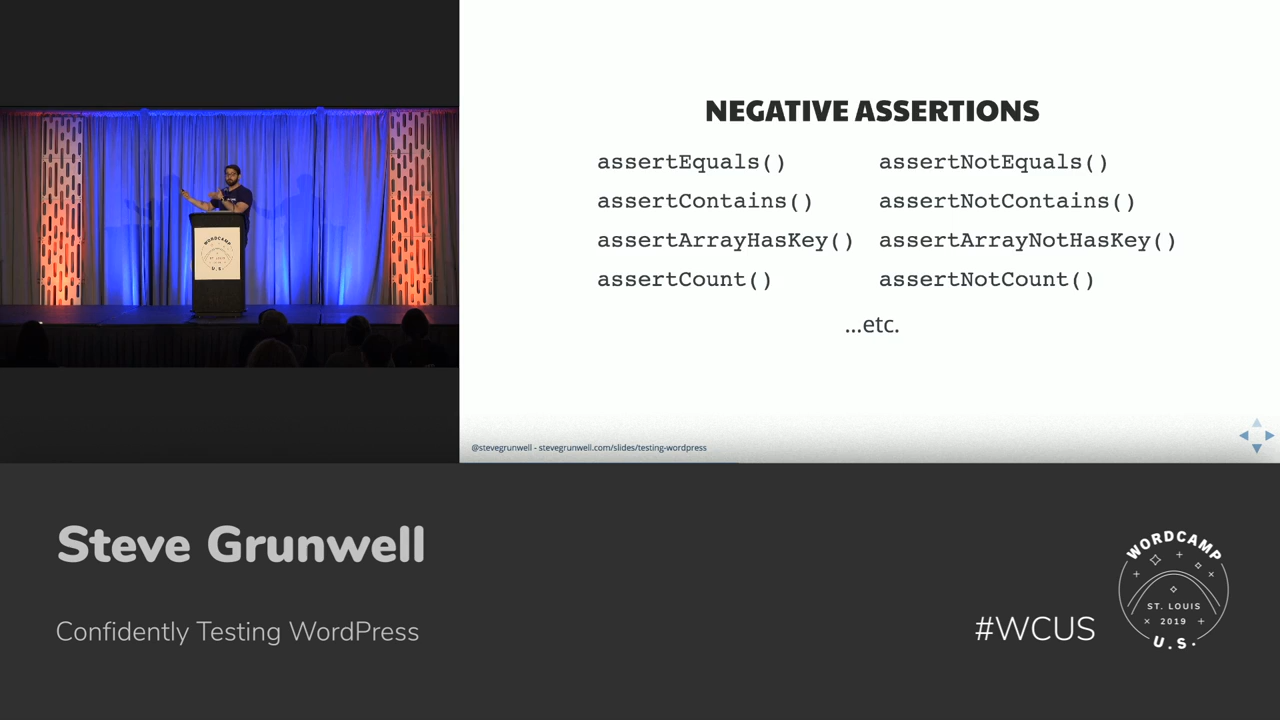 NEGATIVE ASSERTIONS
assertEquals() assertNotEquals()
assertContains() assertNotContains()
assertArrayHasKey() assertArrayNotHasKey()
assertCount() assertNotCount()
...etc.
@stevegrunwell - stevegrunwell.com/slides/testing-wordpress
WORDCAMP
U.S.
Steve Grunwell
Confidently Testing WordPress
#WCUS
WORDCAMP
ST. LOUIS
2019
U.S.